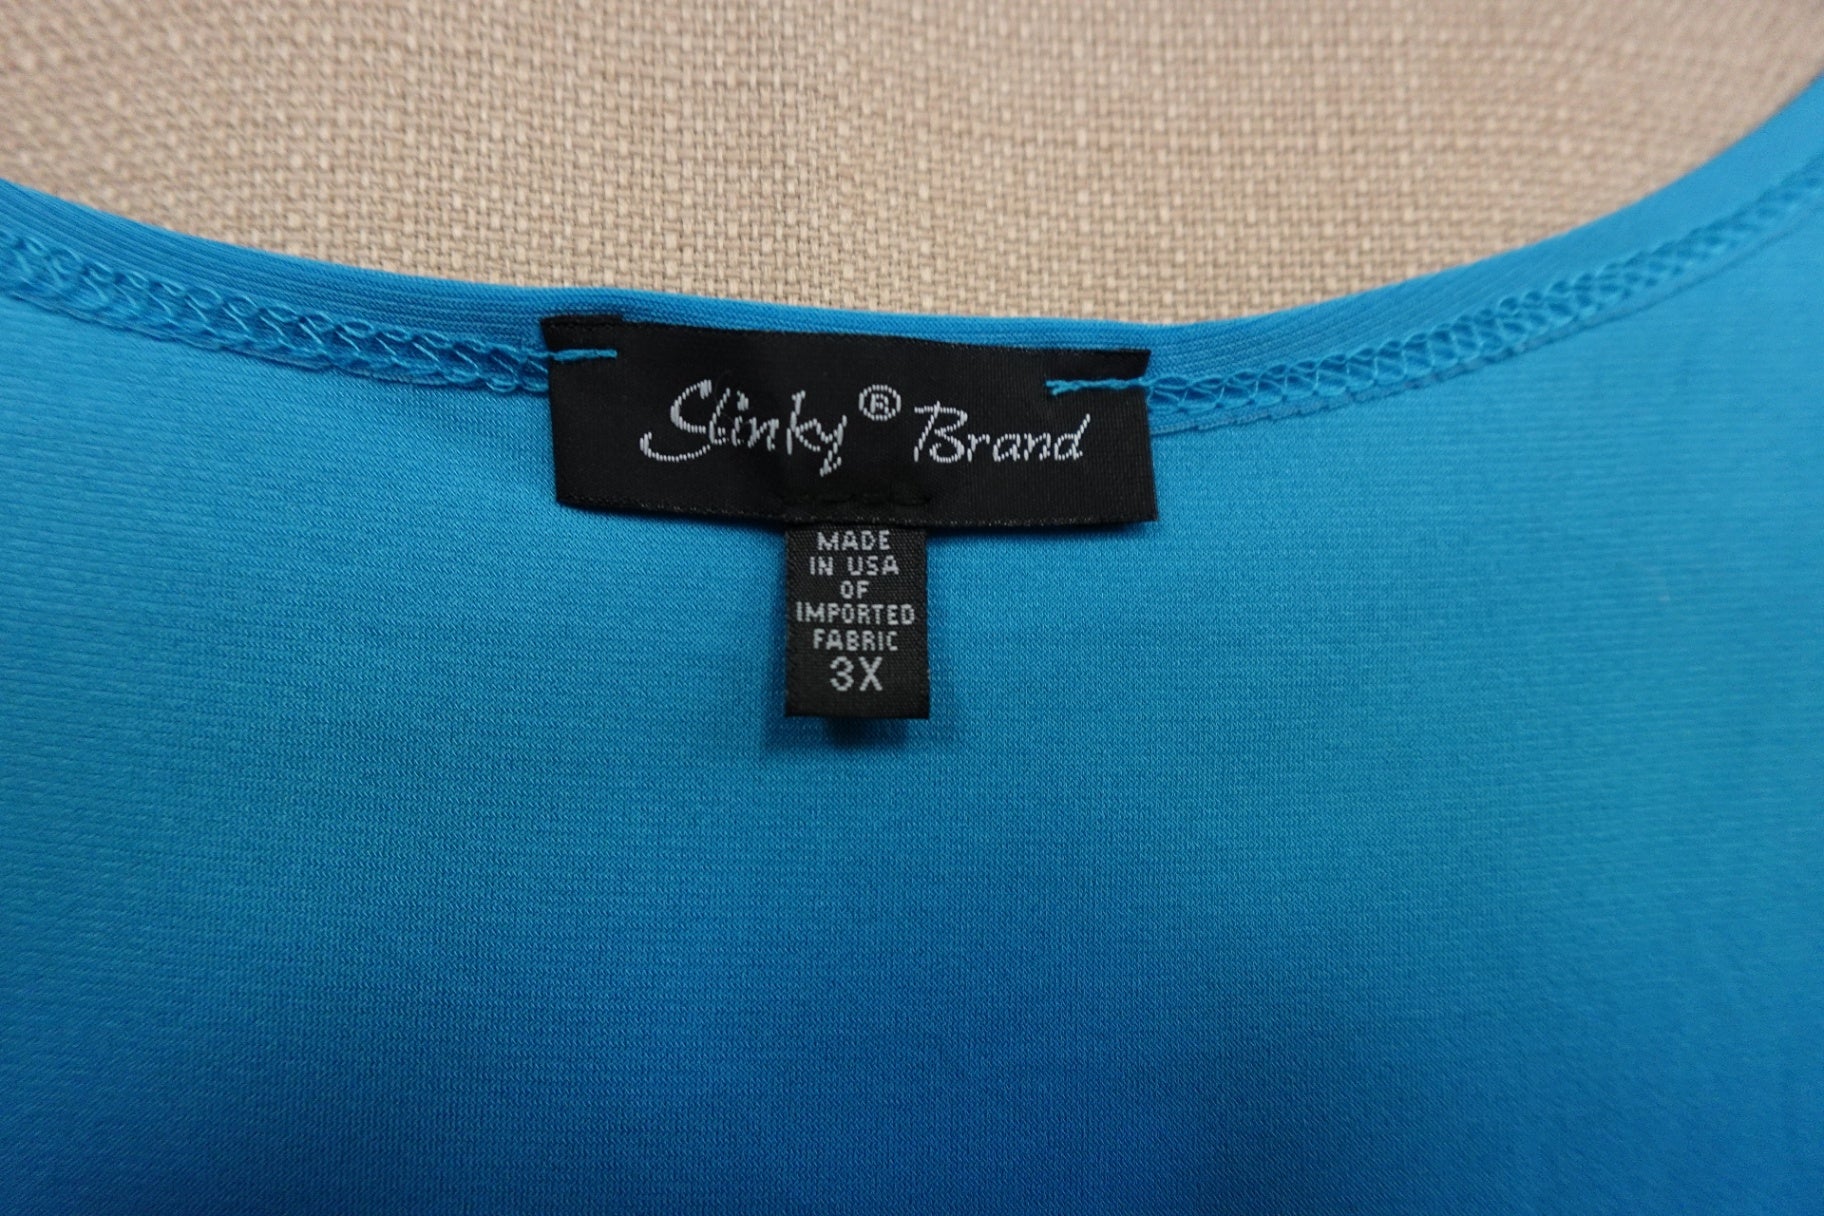 Slinky® Brand
MADE
IN USA
OF
IMPORTED
FABRIC
3X